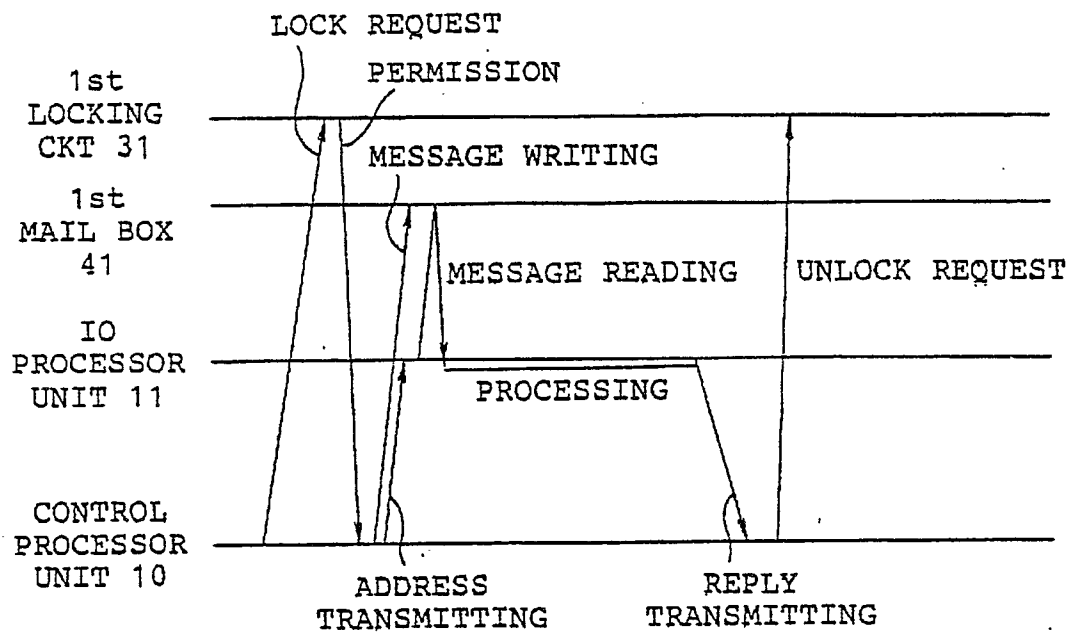 LOCK REQUEST
PERMISSION
1st
LOCKING
CKT 31
MESSAGE WRITING
1st
MAIL BOX
41
MESSAGE READING
UNLOCK REQUEST
IO
PROCESSOR
UNIT 11
PROCESSING
CONTROL
PROCESSOR
UNIT 10
ADDRESS
TRANSMITTING
REPLY
TRANSMITTING